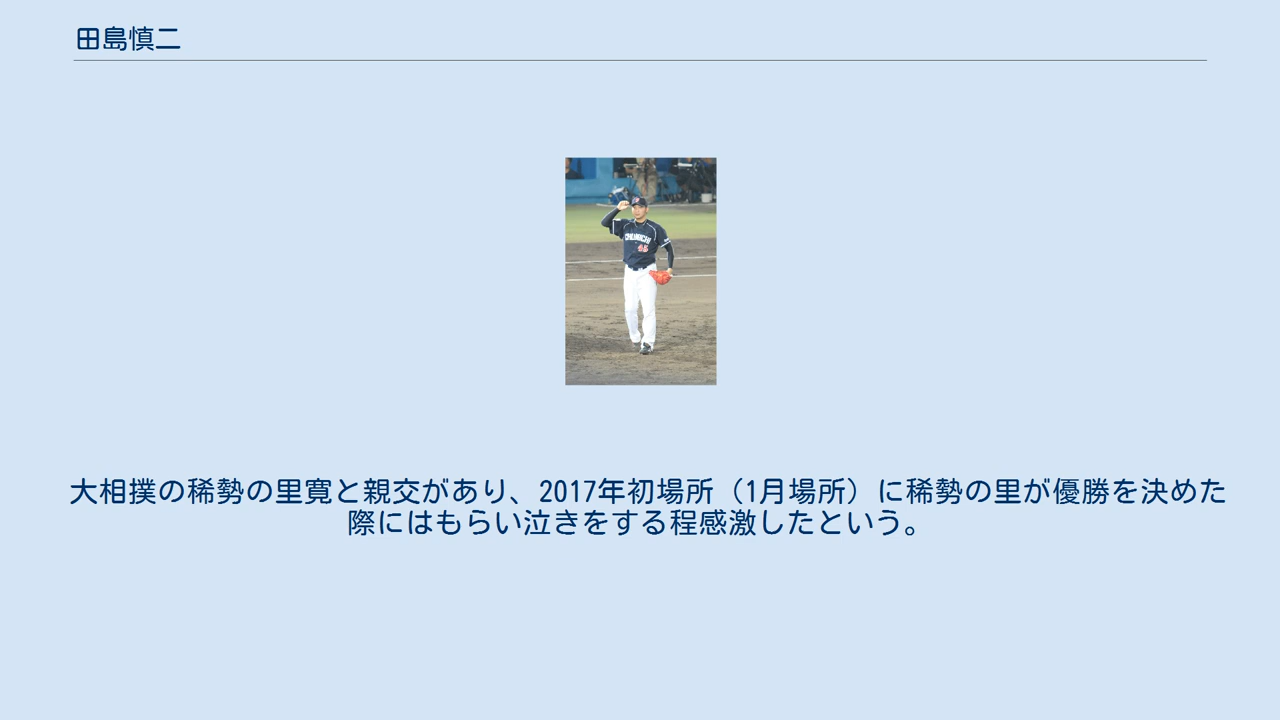 田島慎二
大相撲の稀勢の里寛と親交があり、2017年初場所（1月場所）に稀勢の里が優勝を決めた
際にはもらい泣きをする程感激したという。